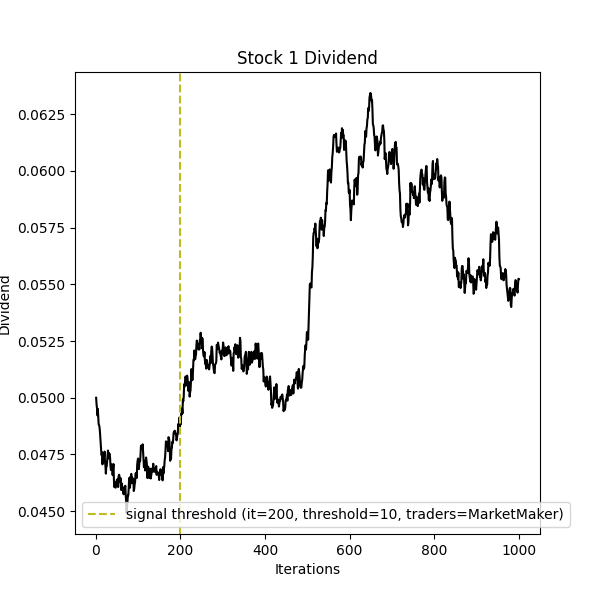 Stock 1 Dividend
Dividend
0.0625
0.0600
0.0575
0.0550
0.0525
0.0500
0.0475
0.0450
signal threshold (it=200, threshold=10, traders=MarketMaker)
0 200 400 600 800 1000
Iterations